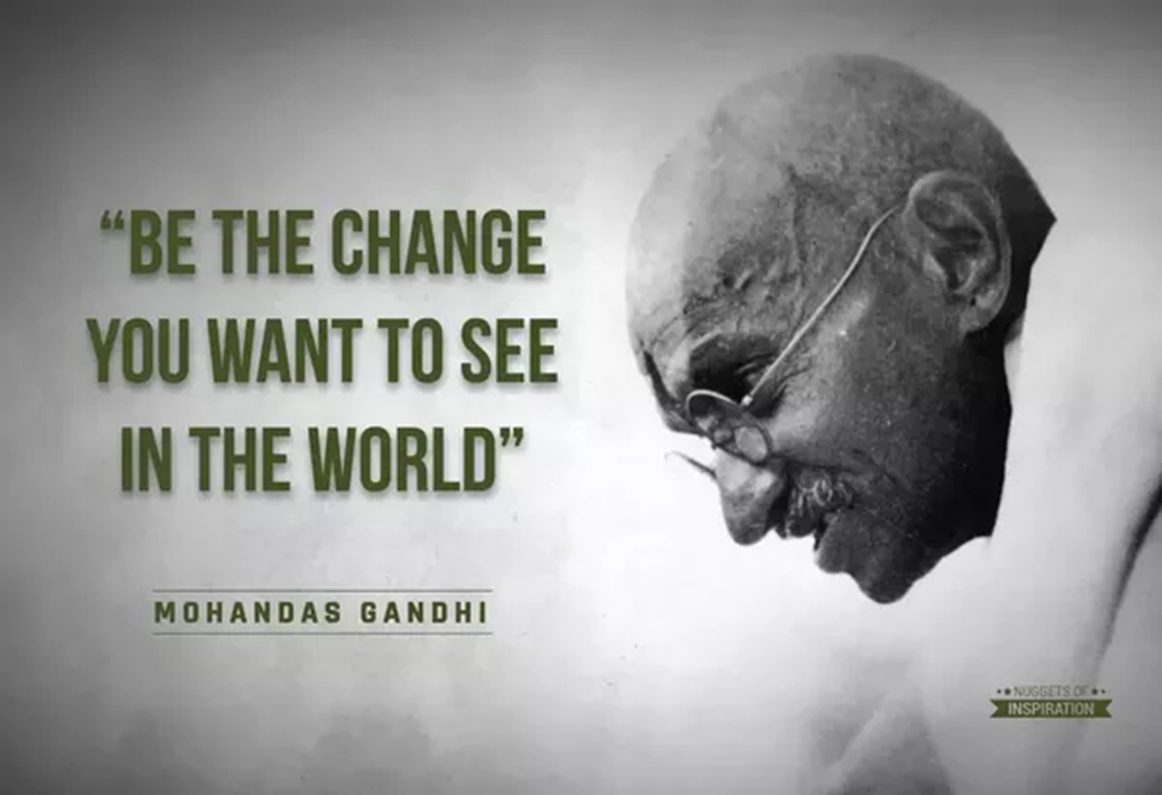 “BE THE CHANGE
YOU WANT TO SEE
IN THE WORLD”
MOHANDAS GANDHI
NUGGETS OF
INSPIRATION